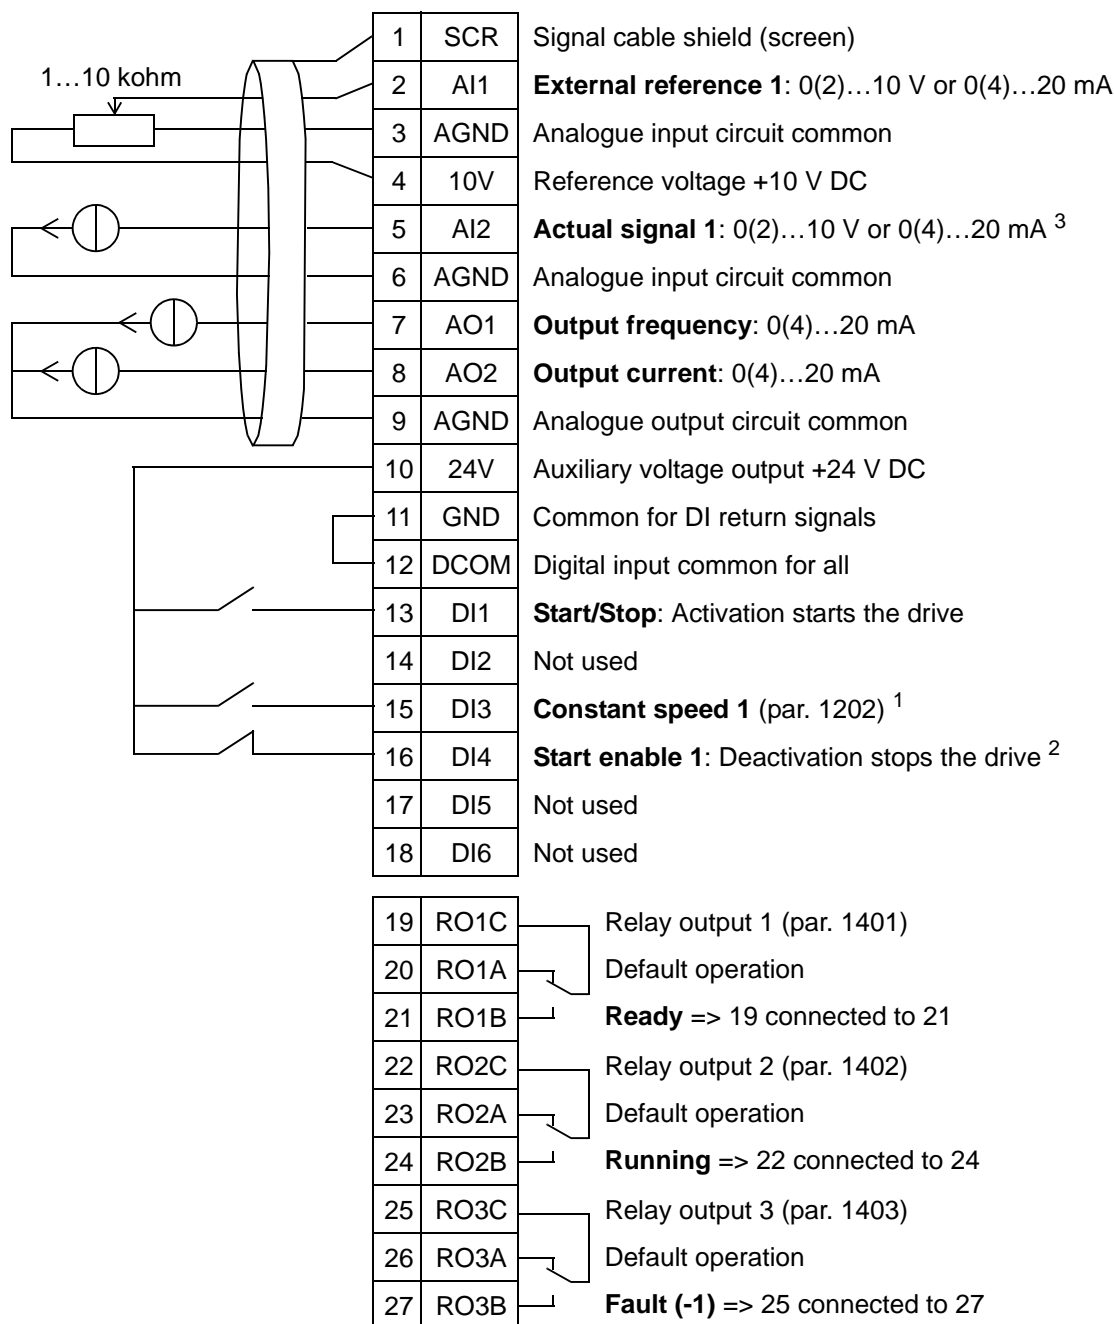 1 SCR Signal cable shield (screen)
1…10 kohm
2 AI1 External reference 1: 0(2)…10 V or 0(4)…20 mA
3 AGND Analogue input circuit common
4 10V Reference voltage +10 V DC
5 AI2 Actual signal 1: 0(2)…10 V or 0(4)…20 mA 3
6 AGND Analogue input circuit common
7 AO1 Output frequency: 0(4)…20 mA
8 AO2 Output current: 0(4)…20 mA
9 AGND Analogue output circuit common
10 24V Auxiliary voltage output +24 V DC
11 GND Common for DI return signals
12 DCOM Digital input common for all
13 DI1 Start/Stop: Activation starts the drive
14 DI2 Not used
15 DI3 Constant speed 1 (par. 1202) 1
16 DI4 Start enable 1: Deactivation stops the drive 2
17 DI5 Not used
18 DI6 Not used
19 RO1C Relay output 1 (par. 1401)
20 RO1A Default operation
21 RO1B Ready => 19 connected to 21
22 RO2C Relay output 2 (par. 1402)
23 RO2A Default operation
24 RO2B Running => 22 connected to 24
25 RO3C Relay output 3 (par. 1403)
26 RO3A Default operation
27 RO3B Fault (-1) => 25 connected to 27